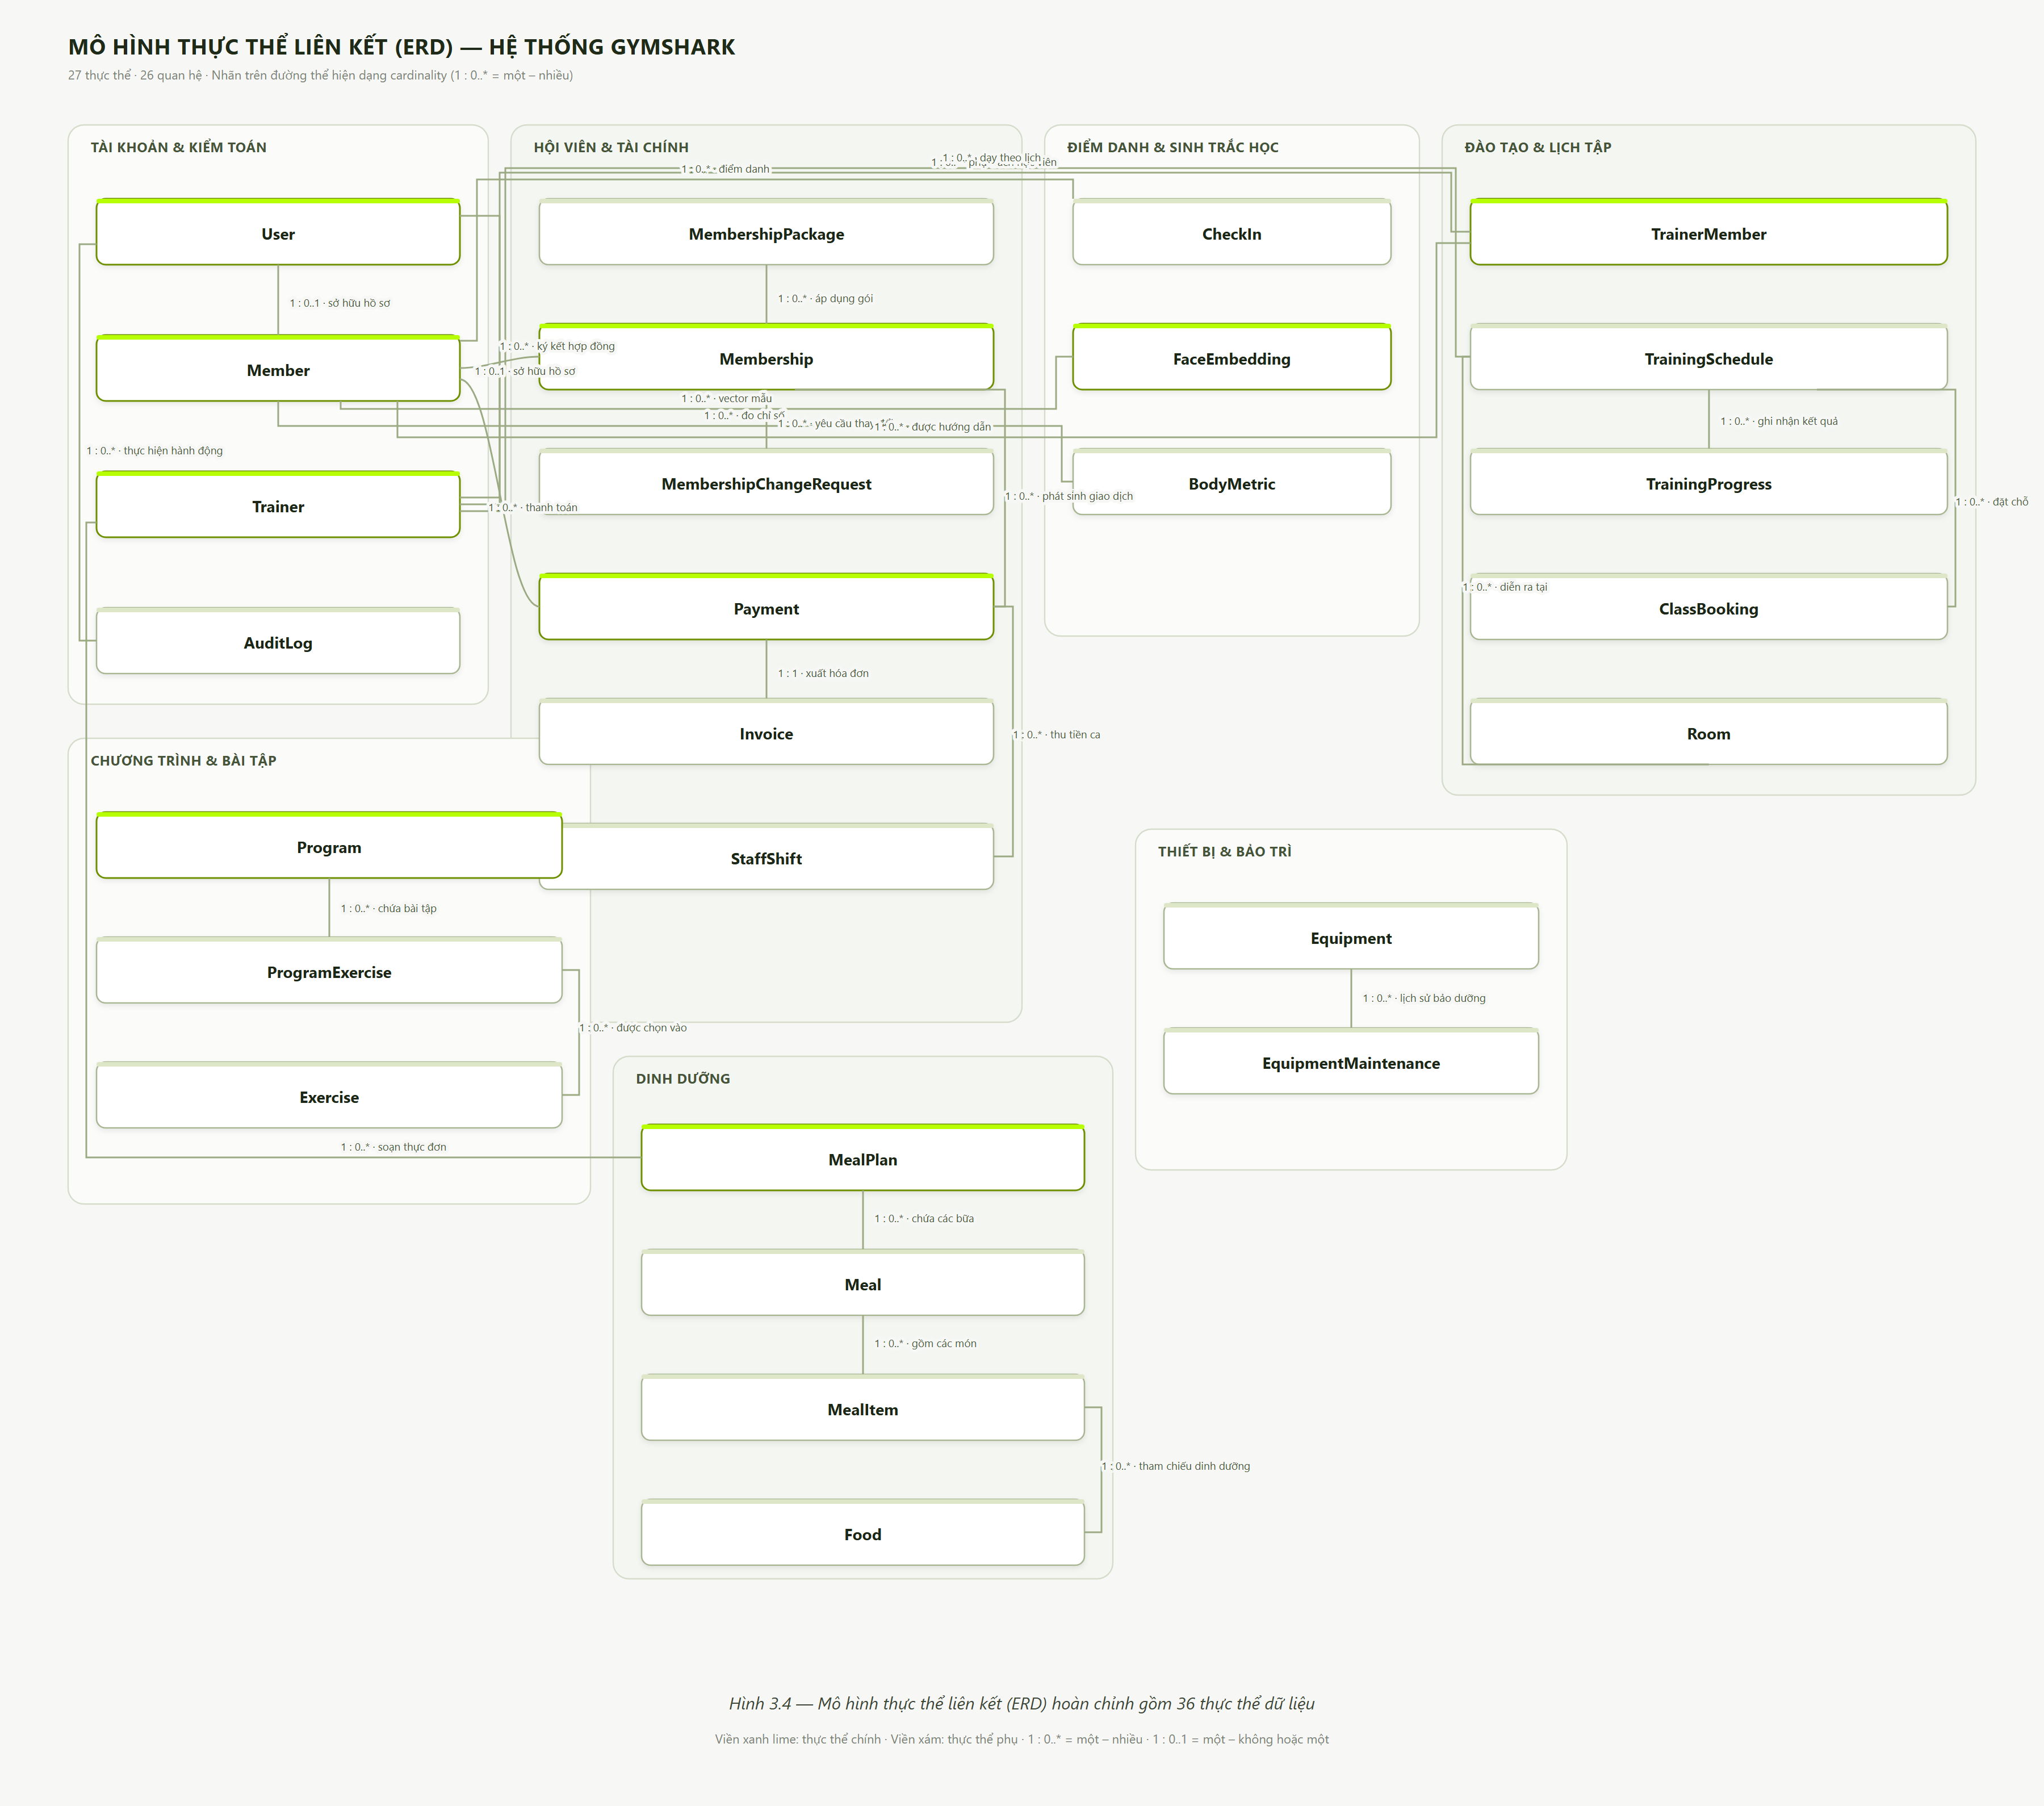 MÔ HÌNH THỰC THỂ LIÊN KẾT (ERD) — HỆ THỐNG GYMSHARK
27 thực thể · 26 quan hệ · Nhãn trên đường thể hiện dạng cardinality (1 : 0..* = một – nhiều)
TÀI KHOẢN & KIỂM TOÁN
User
1 : 0..1 · sở hữu hồ sơ
Member
1 : 0..1 · sở hữu hồ sơ
1 : 0..* · thực hiện hành động
Trainer
AuditLog
HỘI VIÊN & TÀI CHÍNH
1 : 0..* · điểm danh
1 : 0..* · dạy theo lịch
1 : 0..*
viên
MembershipPackage
1 : 0..* · áp dụng gói
1 : 0..* · ký kết hợp đồng
Membership
1 : 0..* · vector mẫu
1 : 0..* · đo chỉ số
1 : 0..* · yêu cầu thay
1 : 0..* · được hướng dẫn
MembershipChangeRequest
1 : 0..* · thanh toán
1 : 0..* · phát sinh giao dịch
Payment
1 : 1 · xuất hóa đơn
Invoice
1 : 0..* · thu tiền ca
StaffShift
ĐIỂM DANH & SINH TRẮC HỌC
CheckIn
FaceEmbedding
BodyMetric
ĐÀO TẠO & LỊCH TẬP
TrainerMember
TrainingSchedule
1 : 0..* · ghi nhận kết quả
TrainingProgress
1 : 0..* · đặt chỗ
1 : 0..* · diễn ra tại
ClassBooking
Room
CHƯƠNG TRÌNH & BÀI TẬP
Program
1 : 0..* · chứa bài tập
ProgramExercise
1 : 0..* · được chọn vào
Exercise
1 : 0..* · soạn thực đơn
THIẾT BỊ & BẢO TRÌ
Equipment
1 : 0..* · lịch sử bảo dưỡng
EquipmentMaintenance
DINH DƯỠNG
MealPlan
1 : 0..* · chứa các bữa
Meal
1 : 0..* · gồm các món
MealItem
1 : 0..* · tham chiếu dinh dưỡng
Food
Hình 3.4 — Mô hình thực thể liên kết (ERD) hoàn chỉnh gồm 36 thực thể dữ liệu
Viền xanh lime: thực thể chính · Viền xám: thực thể phụ · 1 : 0..* = một – nhiều · 1 : 0..1 = một – không hoặc một